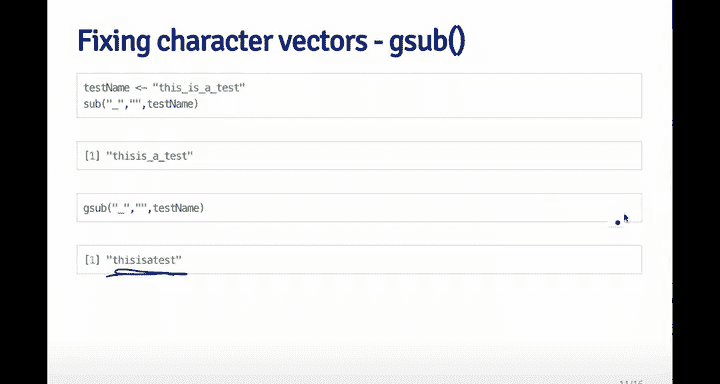 Fixing character vectors - gsub()
testName <- "this_is_a_test"
sub("_","",testName)
[1] "thisis_a_test"
gsub("_","",testName)
[1] "thisisatest"